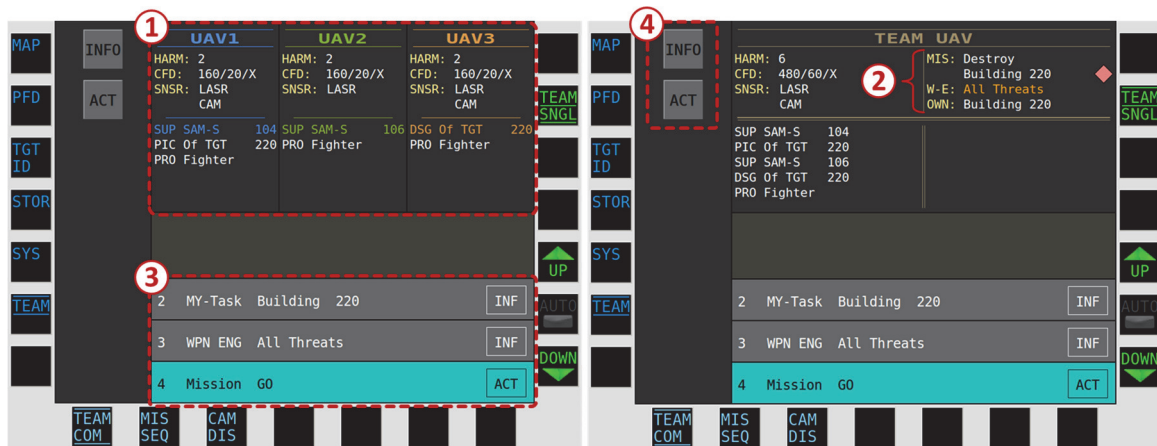 1
MAP
INFO
UAV1 UAV2 UAV3
HARM: 2 HARM: 2 HARM: 2
CFD: 160/20/X CFD: 160/20/X CFD: 160/20/X
SNSR: LASR SNSR: LASR SNSR: LASR
CAM CAM CAM
PFD
ACT
TEAM
SNGL
SUP SAM-S 104 SUP SAM-S 106 DSG Of TGT 220
PIC Of TGT 220 PRO Fighter PRO Fighter
PRO Fighter
TGT
ID
STOR
SYS
UP
3
TEAM
2 MY-Task Building 220 INF
AUTO
3 WPN ENG All Threats INF
DOWN
4 Mission GO ACT
TEAM
COM
MIS
SEQ
CAM
DIS
4
MAP
INFO
TEAM UAV
HARM: 6 MIS: Destroy
CFD: 480/60/X Building 220
SNSR: LASR W-E: All Threats
CAM OWN: Building 220
2
PFD
ACT
TEAM
SNGL
SUP SAM-S 104
PIC Of TGT 220
SUP SAM-S 106
DSG Of TGT 220
PRO Fighter
TGT
ID
STOR
SYS
UP
TEAM
2 MY-Task Building 220 INF
AUTO
3 WPN ENG All Threats INF
DOWN
4 Mission GO ACT
TEAM
COM
MIS
SEQ
CAM
DIS